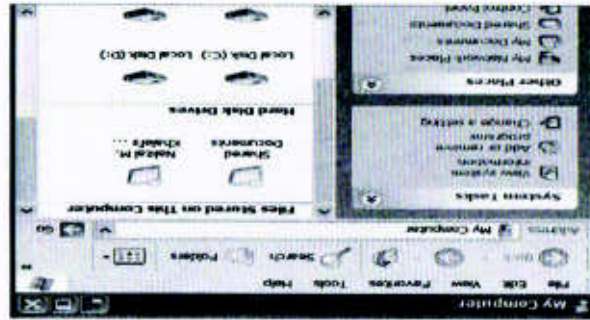 My Computer
File Edit View Favorites Tools Help
Back Search Folders
Address My Computer Go
System Tasks
View system
information
Add or remove
programs
Change a setting
Other Places
My Network Places
My Documents
Shared Documents
Control Panel
Files Stored on This Computer
Shared
Documents
M.
Khalaf's ...
Hard Disk Drives
Local Disk (C:) Local Disk (D:)